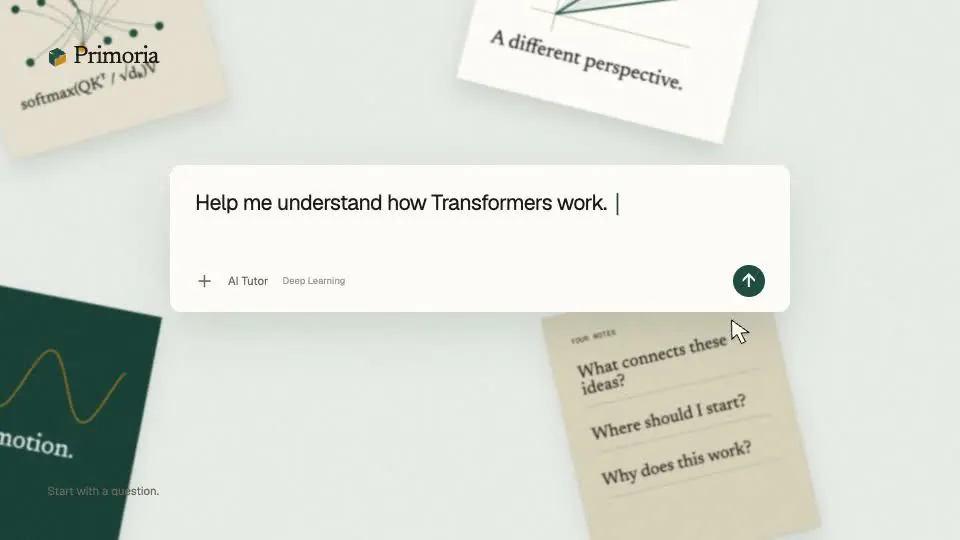 Primoria
softmax(QKᵀ / √dₖ)V
A different perspective.
Help me understand how Transformers work.
AI Tutor Deep Learning
YOUR NOTES
What connects these
ideas?
Where should I start?
Why does this work?
motion.
Start with a question.